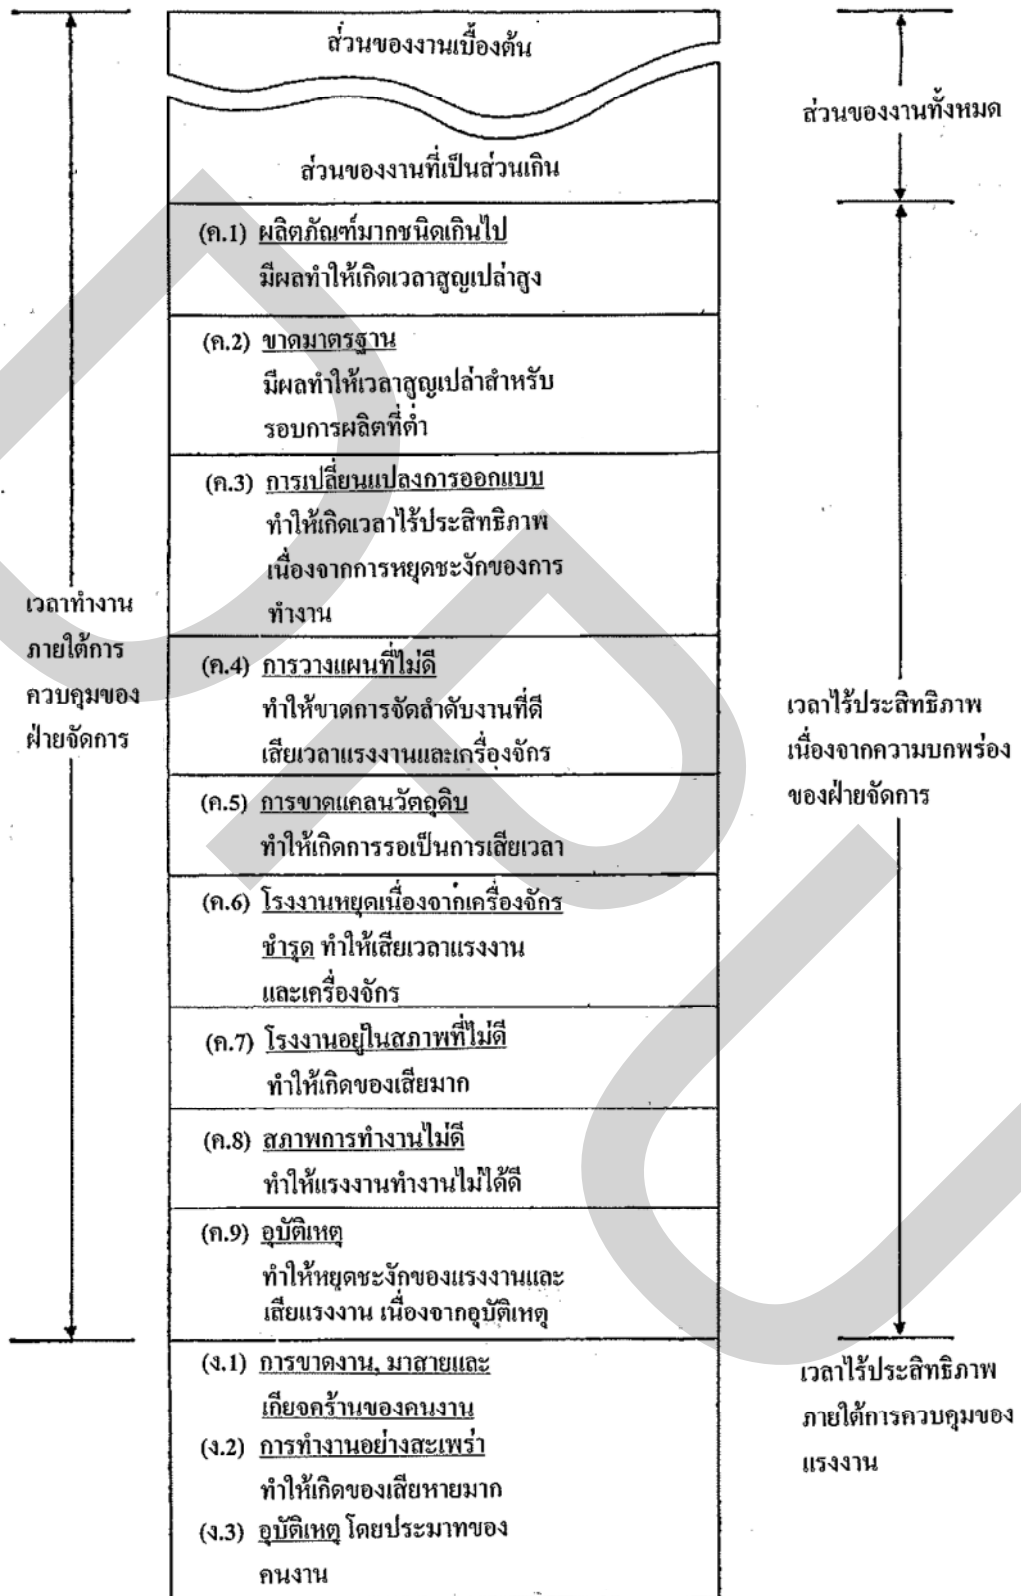 ส่วนของงานเบื้องต้น
ส่วนของงานทั้งหมด
ส่วนของงานที่เป็นส่วนเกิน
(ค.1) ผลิตภัณฑ์มากชนิดเกินไป
มีผลทำให้เกิดเวลาสูญเปล่าสูง
(ค.2) ขาดมาตรฐาน
มีผลทำให้เวลาสูญเปล่าสำหรับ
รอบการผลิตที่ต่ำ
(ค.3) การเปลี่ยนแปลงการออกแบบ
ทำให้เกิดเวลาไร้ประสิทธิภาพ
เนื่องจากการหยุดชะงักของการ
ทำงาน
เวลาทำงาน
ภายใต้การ
ควบคุมของ
ฝ่ายจัดการ
(ค.4) การวางแผนที่ไม่ดี
ทำให้ขาดการจัดลำดับงานที่ดี
เสียเวลาแรงงานและเครื่องจักร
เวลาไร้ประสิทธิภาพ
เนื่องจากความบกพร่อง
ของฝ่ายจัดการ
(ค.5) การขาดแคลนวัตถุดิบ
ทำให้เกิดการรอเป็นการเสียเวลา
(ค.6) โรงงานหยุดเนื่องจากเครื่องจักร
ชำรุด ทำให้เสียเวลาแรงงาน
และเครื่องจักร
(ค.7) โรงงานอยู่ในสภาพที่ไม่ดี
ทำให้เกิดของเสียมาก
(ค.8) สภาพการทำงานไม่ดี
ทำให้แรงงานทำงานไม่ได้ดี
(ค.9) อุบัติเหตุ
ทำให้หยุดชะงักของแรงงานและ
เสียแรงงาน เนื่องจากอุบัติเหตุ
(ง.1) การขาดงาน, มาสายและ
เกียจคร้านของคนงาน
(ง.2) การทำงานอย่างสะเพร่า
ทำให้เกิดของเสียหายมาก
(ง.3) อุบัติเหตุ โดยประมาทของ
คนงาน
เวลาไร้ประสิทธิภาพ
ภายใต้การควบคุมของ
แรงงาน